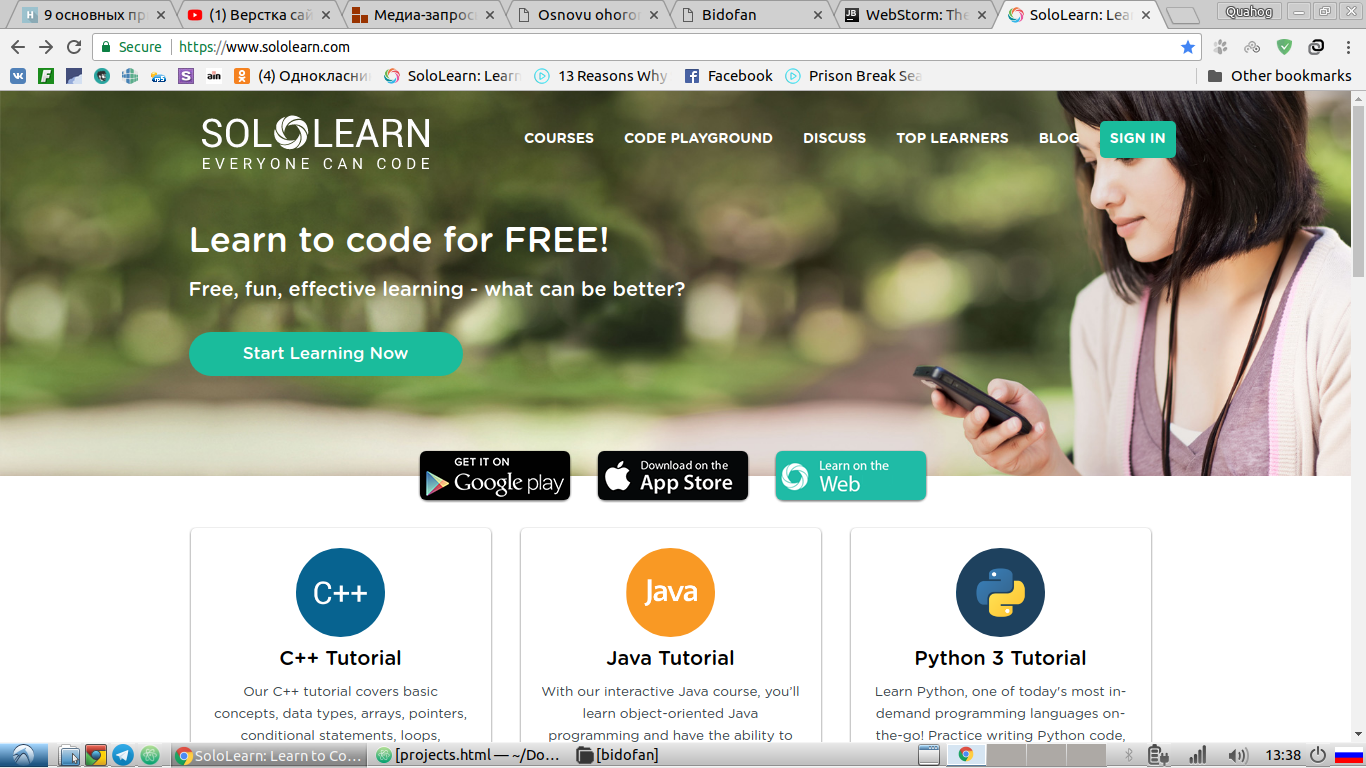 9 основных пр
(1) Верстка сай
Медиа-запрос
Osnovu ohoron
Bidofan
WebStorm: The
SoloLearn: Lea
Quahog
Secure
https://www.sololearn.com
(4) Одноклассни
SoloLearn: Learn
13 Reasons Why
Facebook
Prison Break Sea
Other bookmarks
SOLOLEARN
EVERYONE CAN CODE
COURSES
CODE PLAYGROUND
DISCUSS
TOP LEARNERS
BLOG
SIGN IN
Learn to code for FREE!
Free, fun, effective learning - what can be better?
Start Learning Now
GET IT ON
Google play
Download on the
App Store
Learn on the
Web
C++
C++ Tutorial
Our C++ tutorial covers basic
concepts, data types, arrays, pointers,
conditional statements, loops,
Java
Java Tutorial
With our interactive Java course, you'll
learn object-oriented Java
programming and have the ability to
Python 3 Tutorial
Learn Python, one of today's most in-
demand programming languages on-
the-go! Practice writing Python code,
SoloLearn: Learn to Co...
[projects.html — ~/Do...
[bidofan]
13:38